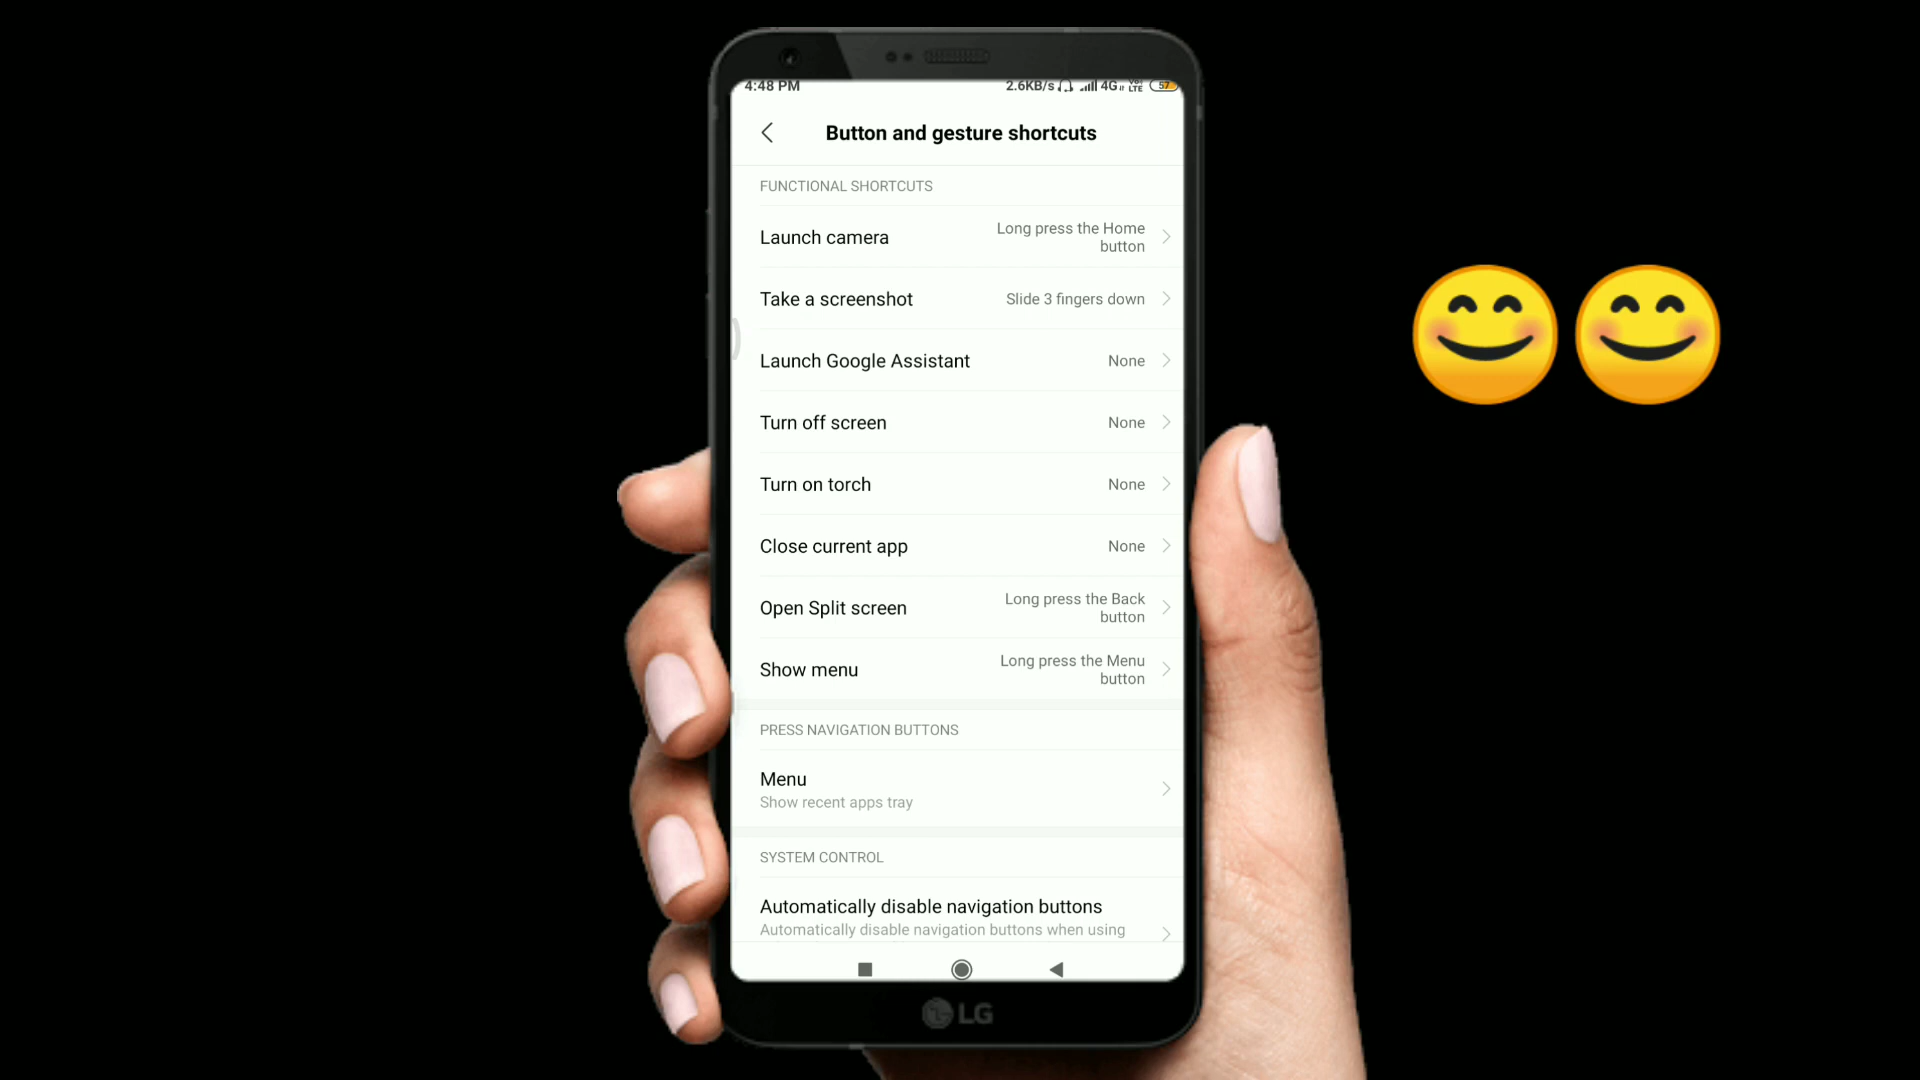 4:48 PM 2.6KB/s 4G Vo LTE 57
Button and gesture shortcuts
FUNCTIONAL SHORTCUTS
Launch camera
Long press the Home
button
Take a screenshot
Slide 3 fingers down
Launch Google Assistant
None
Turn off screen
None
Turn on torch
None
Close current app
None
Open Split screen
Long press the Back
button
Show menu
Long press the Menu
button
PRESS NAVIGATION BUTTONS
Menu
Show recent apps tray
SYSTEM CONTROL
Automatically disable navigation buttons
Automatically disable navigation buttons when using
LG